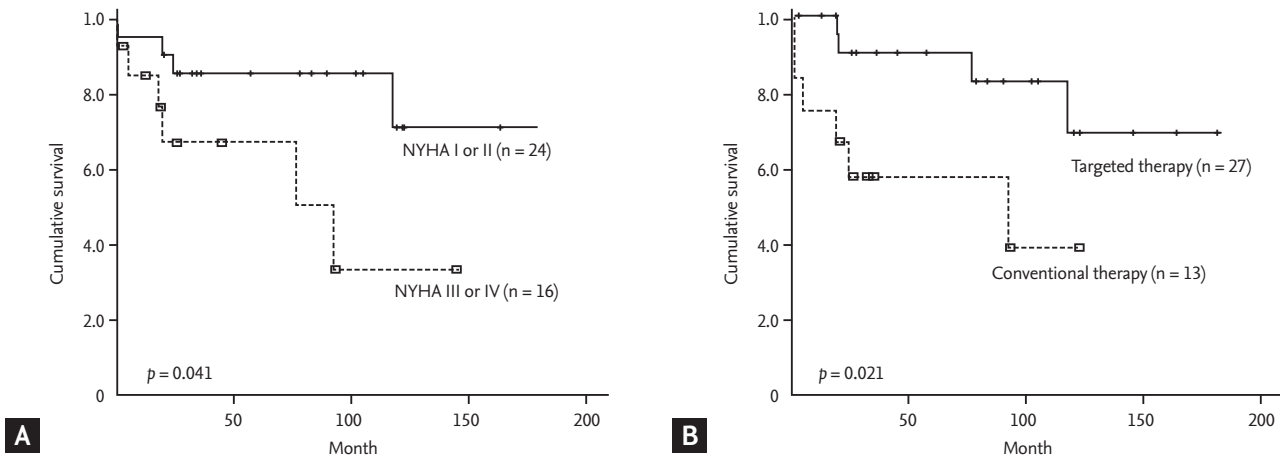 1.0
8.0
6.0
4.0
2.0
0
Cumulative survival
NYHA I or II (n = 24)
NYHA III or IV (n = 16)
p = 0.041
50
100
150
200
Month
A
1.0
8.0
6.0
4.0
2.0
0
Cumulative survival
Targeted therapy (n = 27)
Conventional therapy (n = 13)
p = 0.021
50
100
150
200
Month
B